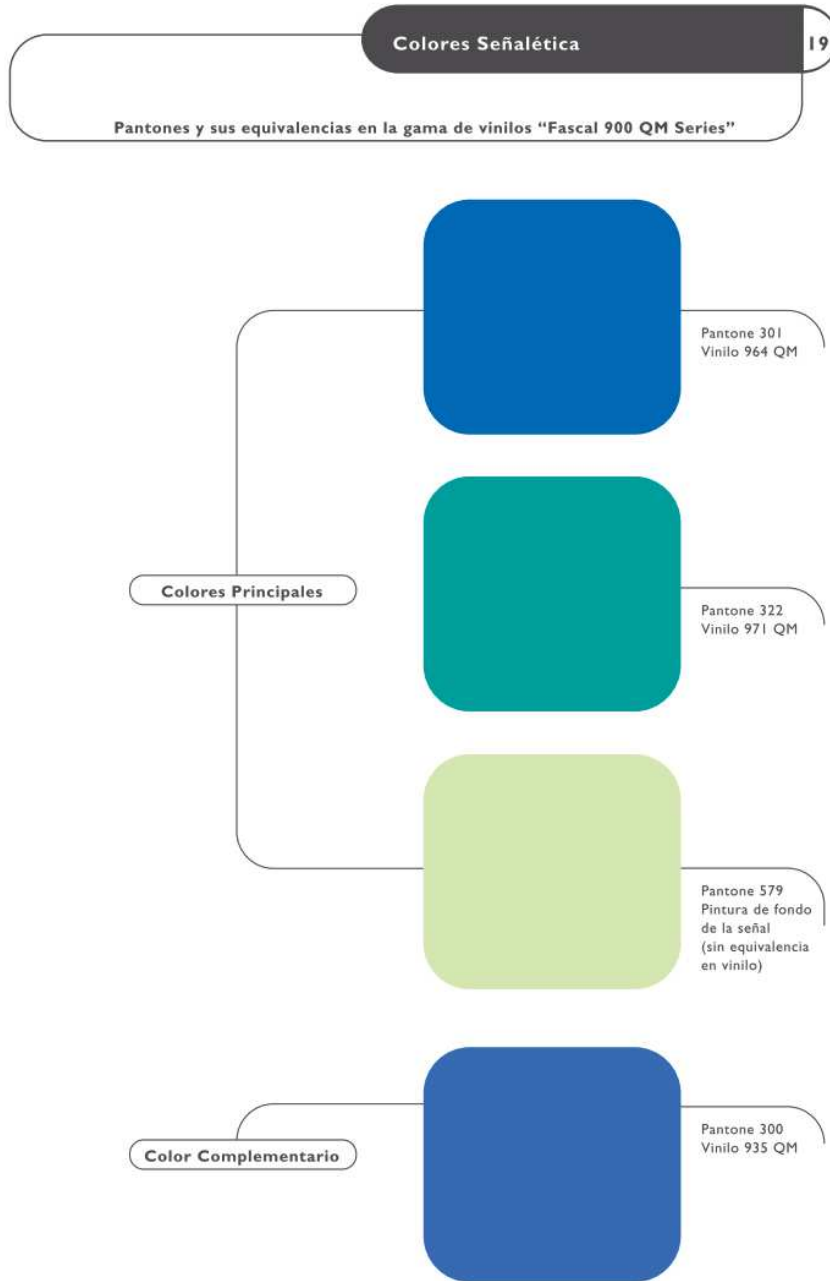 Colores Señalética
19
Pantones y sus equivalencias en la gama de vinilos “Fascal 900 QM Series”
Pantone 301
Vinilo 964 QM
Colores Principales
Pantone 322
Vinilo 971 QM
Pantone 579
Pintura de fondo
de la señal
(sin equivalencia
en vinilo)
Color Complementario
Pantone 300
Vinilo 935 QM